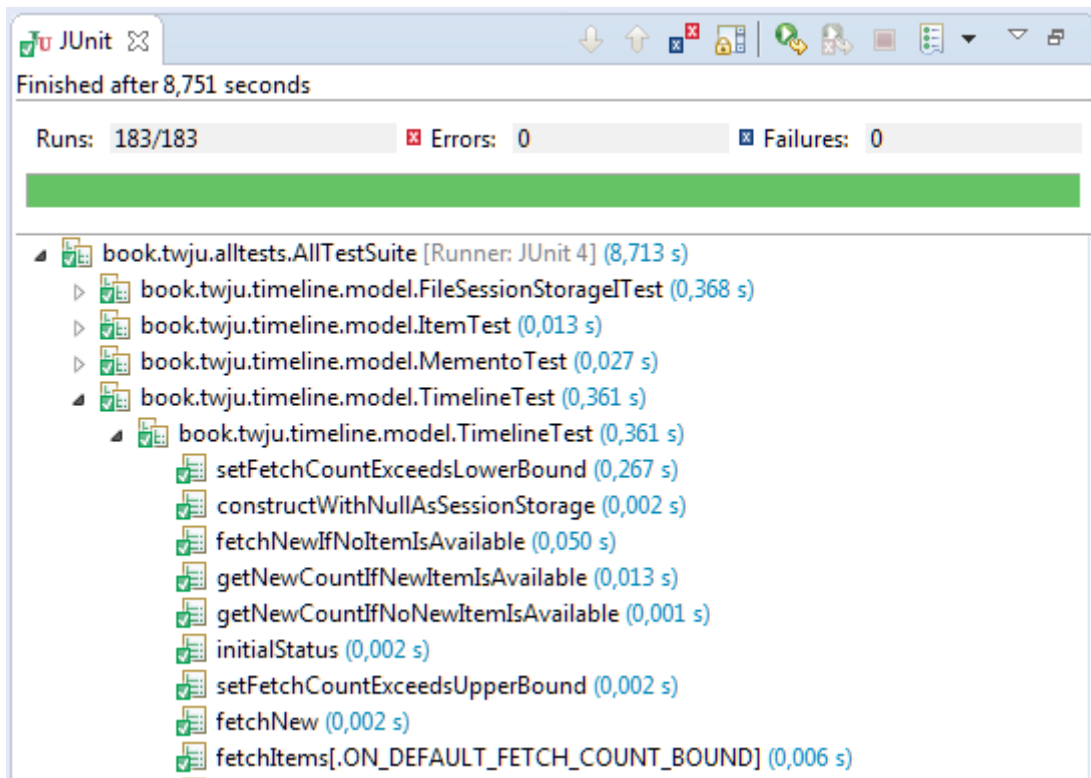 JUnit
Finished after 8,751 seconds
Runs: 183/183 Errors: 0 Failures: 0
book.twju.alltests.AllTestSuite [Runner: JUnit 4] (8,713 s)
book.twju.timeline.model.FileSessionStorageITest (0,368 s)
book.twju.timeline.model.ItemTest (0,013 s)
book.twju.timeline.model.MementoTest (0,027 s)
book.twju.timeline.model.TimelineTest (0,361 s)
book.twju.timeline.model.TimelineTest (0,361 s)
setFetchCountExceedsLowerBound (0,267 s)
constructWithNullAsSessionStorage (0,002 s)
fetchNewIfNoItemIsAvailable (0,050 s)
getNewCountIfNewItemIsAvailable (0,013 s)
getNewCountIfNoNewItemIsAvailable (0,001 s)
initialStatus (0,002 s)
setFetchCountExceedsUpperBound (0,002 s)
fetchNew (0,002 s)
fetchItems[.ON_DEFAULT_FETCH_COUNT_BOUND] (0,006 s)